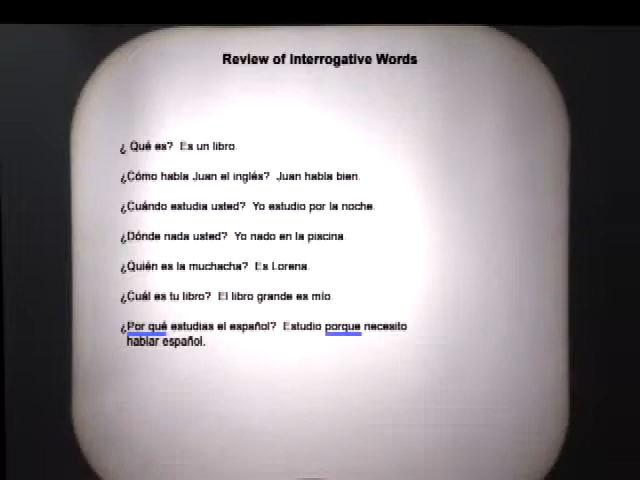 Review of Interrogative Words
¿ Qué es? Es un libro.
¿Cómo habla Juan el inglés? Juan habla bien.
¿Cuándo estudia usted? Yo estudio por la noche.
¿Dónde nada usted? Yo nado en la piscina.
¿Quién es la muchacha? Es Lorena.
¿Cuál es tu libro? El libro grande es mío.
¿Por qué estudias el español? Estudio porque necesito
hablar español.